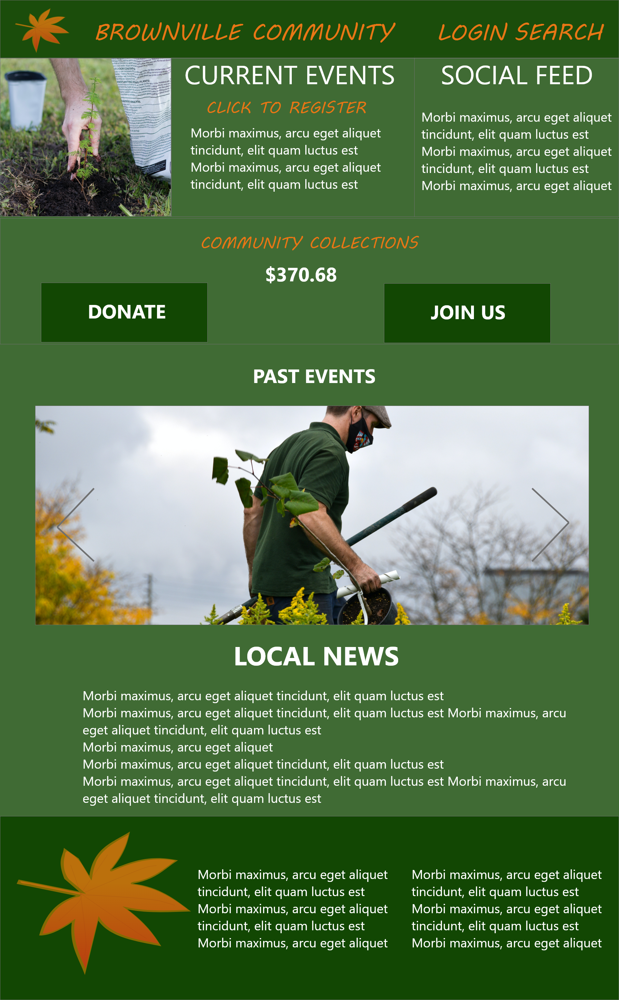 BROWNVILLE COMMUNITY
LOGIN SEARCH
CURRENT EVENTS
CLICK TO REGISTER
Morbi maximus, arcu eget aliquet
tincidunt, elit quam luctus est
Morbi maximus, arcu eget aliquet
tincidunt, elit quam luctus est
SOCIAL FEED
Morbi maximus, arcu eget aliquet
tincidunt, elit quam luctus est
Morbi maximus, arcu eget aliquet
tincidunt, elit quam luctus est
Morbi maximus, arcu eget aliquet
COMMUNITY COLLECTIONS
$370.68
DONATE
JOIN US
PAST EVENTS
LOCAL NEWS
Morbi maximus, arcu eget aliquet tincidunt, elit quam luctus est
Morbi maximus, arcu eget aliquet tincidunt, elit quam luctus est Morbi maximus, arcu
eget aliquet tincidunt, elit quam luctus est
Morbi maximus, arcu eget aliquet
Morbi maximus, arcu eget aliquet tincidunt, elit quam luctus est
Morbi maximus, arcu eget aliquet tincidunt, elit quam luctus est Morbi maximus, arcu
eget aliquet tincidunt, elit quam luctus est
Morbi maximus, arcu eget aliquet
tincidunt, elit quam luctus est
Morbi maximus, arcu eget aliquet
tincidunt, elit quam luctus est
Morbi maximus, arcu eget aliquet
Morbi maximus, arcu eget aliquet
tincidunt, elit quam luctus est
Morbi maximus, arcu eget aliquet
tincidunt, elit quam luctus est
Morbi maximus, arcu eget aliquet